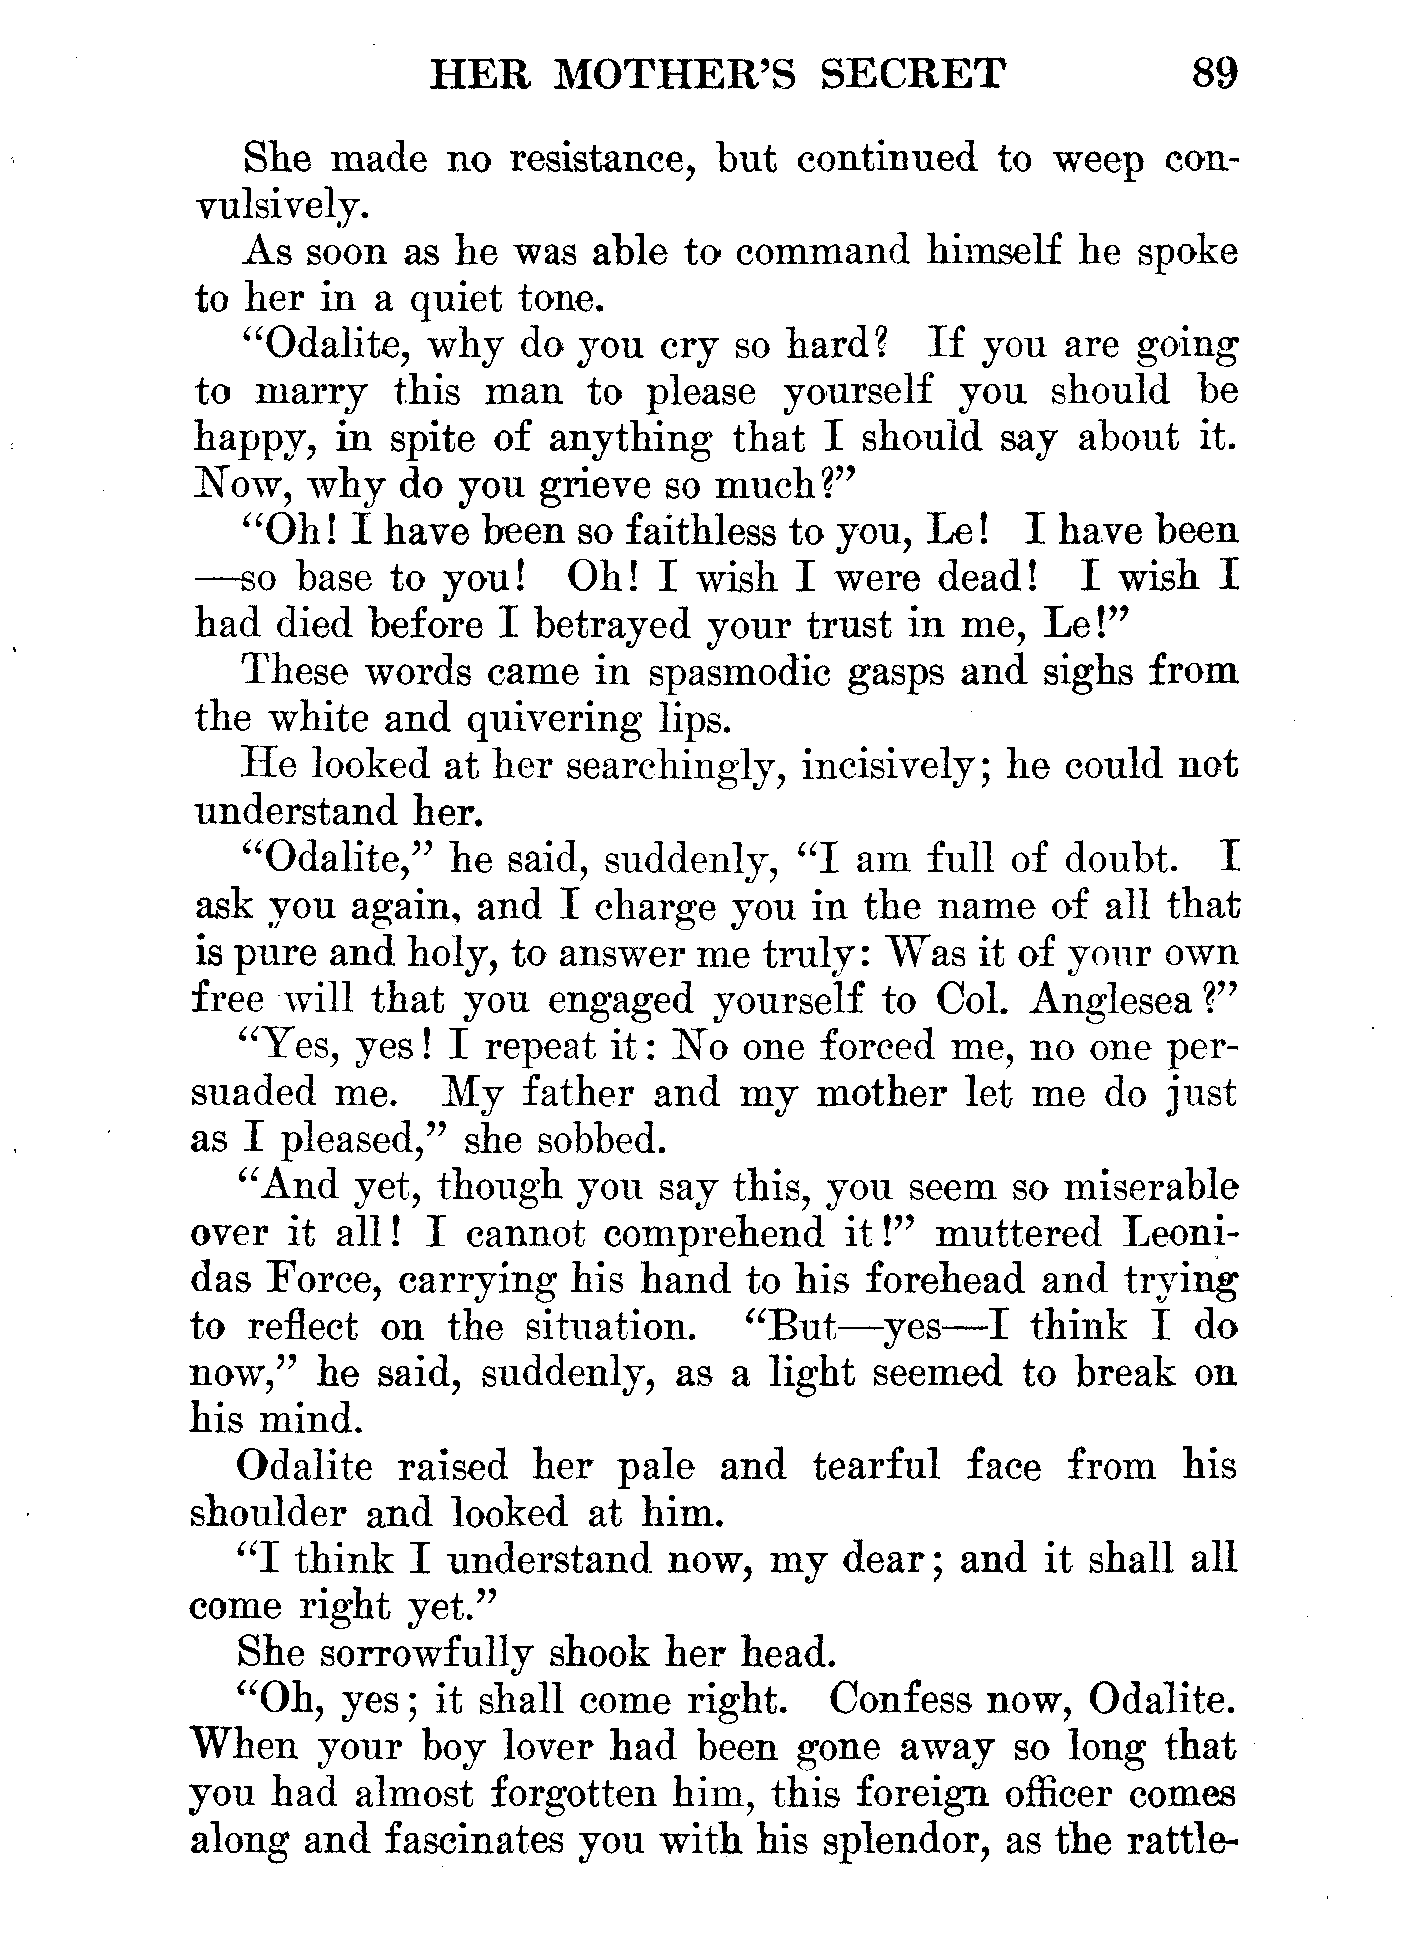 HER MOTHER'S SECRET 89
She made no resistance, but continued to weep con-
vulsively.
As soon as he was able to command himself he spoke
to her in a quiet tone.
“Odalite, why do you cry so hard? If you are going
to marry this man to please yourself you should be
happy, in spite of anything that I should say about it.
Now, why do you grieve so much?”
“Oh! I have been so faithless to you, Le! I have been
—so base to you! Oh! I wish I were dead! I wish I
had died before I betrayed your trust in me, Le!”
These words came in spasmodic gasps and sighs from
the white and quivering lips.
He looked at her searchingly, incisively; he could not
understand her.
“Odalite,” he said, suddenly, “I am full of doubt. I
ask you again, and I charge you in the name of all that
is pure and holy, to answer me truly: Was it of your own
free will that you engaged yourself to Col. Anglesea?”
“Yes, yes! I repeat it: No one forced me, no one per-
suaded me. My father and my mother let me do just
as I pleased,” she sobbed.
“And yet, though you say this, you seem so miserable
over it all! I cannot comprehend it!” muttered Leoni-
das Force, carrying his hand to his forehead and trying
to reflect on the situation. “But—yes—I think I do
now,” he said, suddenly, as a light seemed to break on
his mind.
Odalite raised her pale and tearful face from his
shoulder and looked at him.
“I think I understand now, my dear; and it shall all
come right yet.”
She sorrowfully shook her head.
“Oh, yes; it shall come right. Confess now, Odalite.
When your boy lover had been gone away so long that
you had almost forgotten him, this foreign officer comes
along and fascinates you with his splendor, as the rattle-